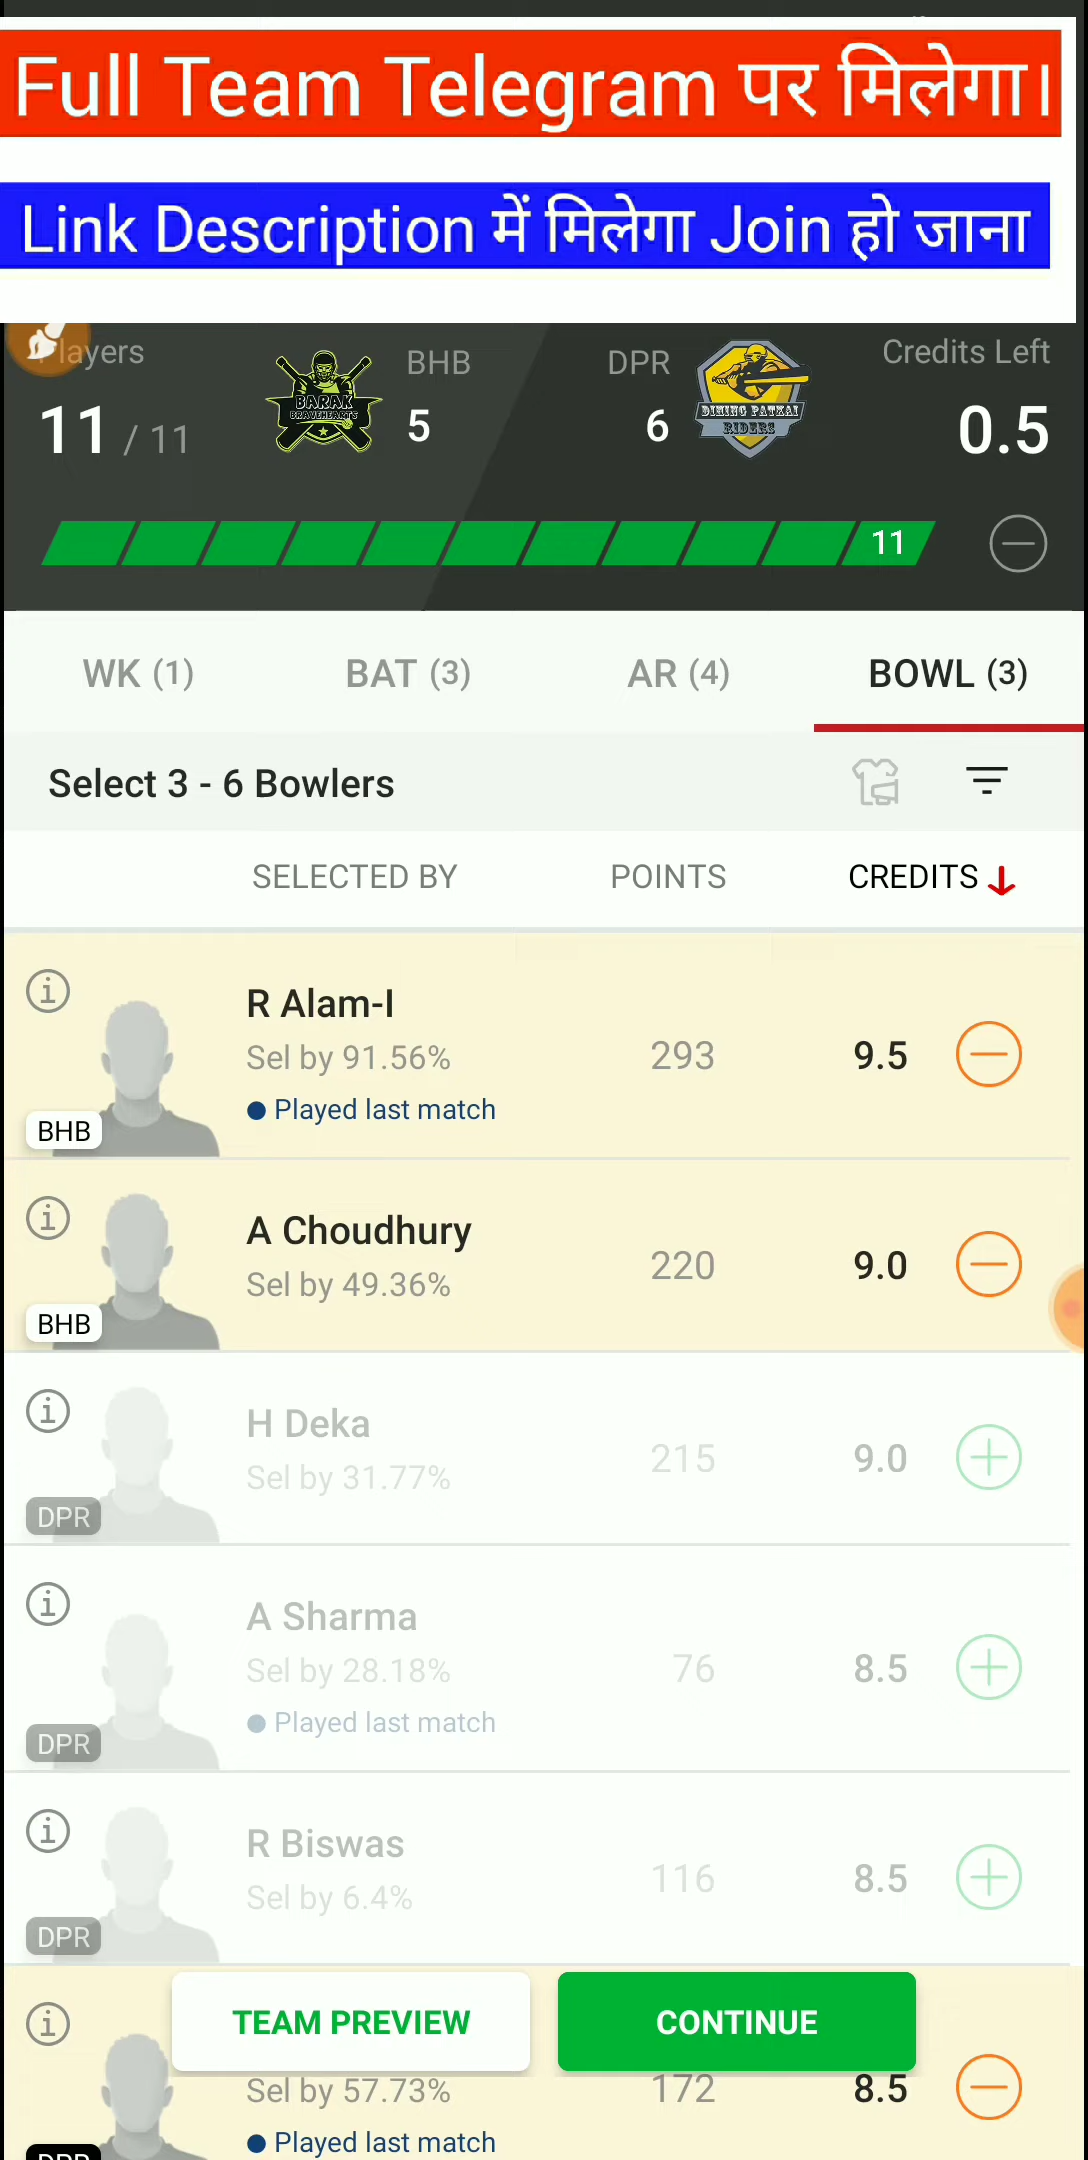 Full Team Telegram पर मिलेगा।
Link Description में मिलेगा Join हो जाना
Players
BHB
DPR
Credits Left
11 / 11
BARAK
BRAVEHEARTS
5
6
DIHING PATKAI
RIDERS
0.5
11
WK (1)
BAT (3)
AR (4)
BOWL (3)
Select 3 - 6 Bowlers
SELECTED BY
POINTS
CREDITS
R Alam-I
Sel by 91.56%
293
9.5
Played last match
BHB
A Choudhury
Sel by 49.36%
220
9.0
BHB
H Deka
Sel by 31.77%
215
9.0
DPR
A Sharma
Sel by 28.18%
76
8.5
Played last match
DPR
R Biswas
Sel by 6.4%
116
8.5
DPR
TEAM PREVIEW
CONTINUE
Sel by 57.73%
172
8.5
Played last match
DPR